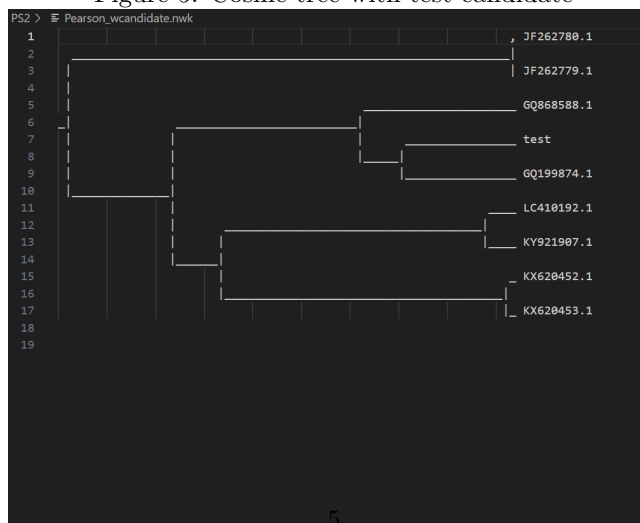 Figure Cosine tree with test candidate
PS2 > Pearson_wcandidate.nwk
1 JF262780.1
2
3 JF262779.1
4
5 GQ868588.1
6
7 test
8
9 GQ199874.1
10
11 LC410192.1
12
13 KY921907.1
14
15 KX620452.1
16
17 KX620453.1
18
19
5